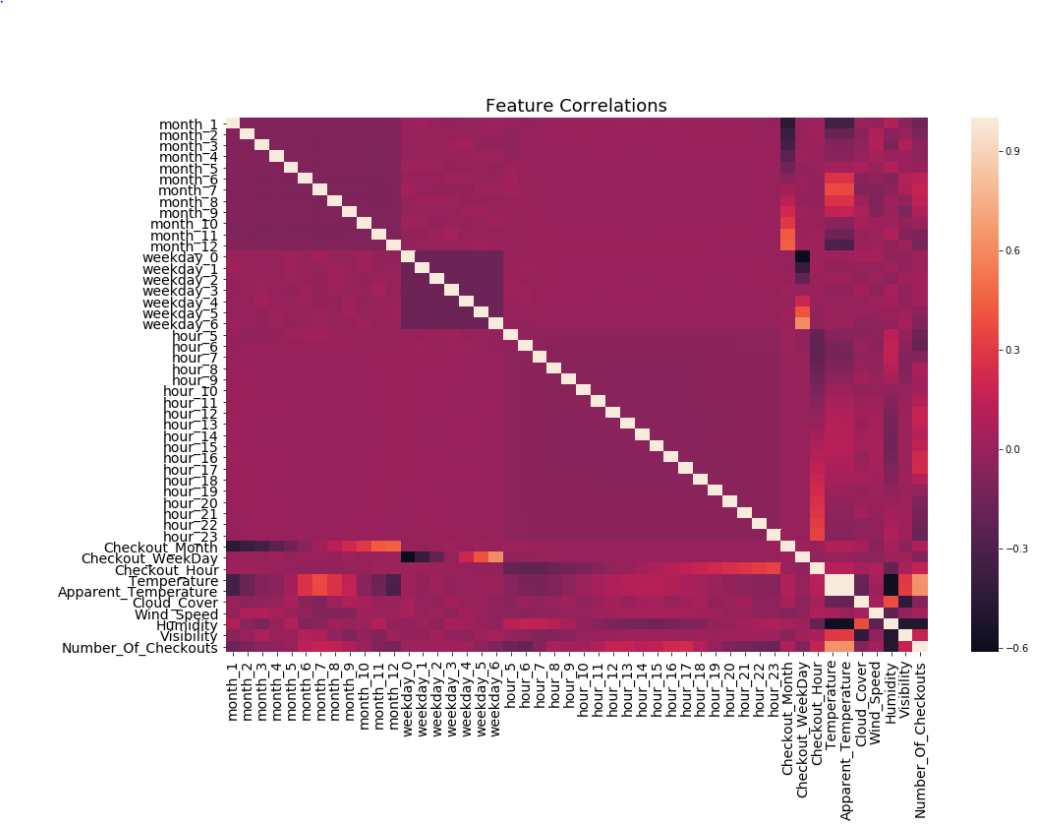 .
Feature Correlations
month_1
month_2
month_3
month_4
month_5
month_6
month_7
month_8
month_9
month_10
month_11
month_12
weekday_0
weekday_1
weekday_2
weekday_3
weekday_4
weekday_5
weekday_6
hour_5
hour_6
hour_7
hour_8
hour_9
hour_10
hour_11
hour_12
hour_13
hour_14
hour_15
hour_16
hour_17
hour_18
hour_19
hour_20
hour_21
hour_22
hour_23
Checkout_Month
Checkout_WeekDay
Checkout_Hour
Temperature
Apparent_Temperature
Cloud_Cover
Wind_Speed
Humidity
Visibility
Number_Of_Checkouts
month_1
month_2
month_3
month_4
month_5
month_6
month_7
month_8
month_9
month_10
month_11
month_12
weekday_0
weekday_1
weekday_2
weekday_3
weekday_4
weekday_5
weekday_6
hour_5
hour_6
hour_7
hour_8
hour_9
hour_10
hour_11
hour_12
hour_13
hour_14
hour_15
hour_16
hour_17
hour_18
hour_19
hour_20
hour_21
hour_22
hour_23
Checkout_Month
Checkout_WeekDay
Checkout_Hour
Temperature
Apparent_Temperature
Cloud_Cover
Wind_Speed
Humidity
Visibility
Number_Of_Checkouts
0.9
0.6
0.3
0.0
−0.3
−0.6